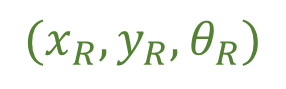 (x_R, y_R, θ_R)